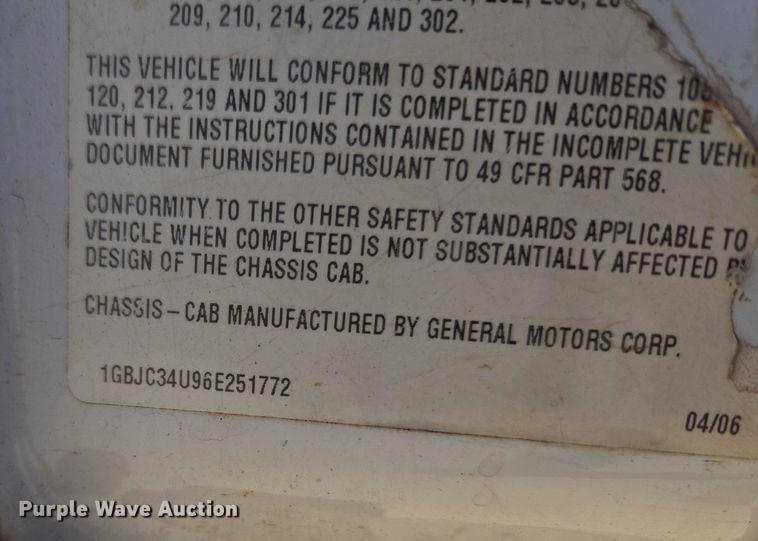 209, 210, 214, 225 AND 302.
THIS VEHICLE WILL CONFORM TO STANDARD NUMBERS
120, 212, 219 AND 301 IF IT IS COMPLETED IN ACCORDANCE
WITH THE INSTRUCTIONS CONTAINED IN THE INCOMPLETE
DOCUMENT FURNISHED PURSUANT TO 49 CFR PART 568.
CONFORMITY TO THE OTHER SAFETY STANDARDS APPLICABLE TO
VEHICLE WHEN COMPLETED IS NOT SUBSTANTIALLY AFFECTED BY
DESIGN OF THE CHASSIS CAB.
CHASSIS – CAB MANUFACTURED BY GENERAL MOTORS CORP.
1GBJC34U96E251772
04/06
Purple Wave Auction